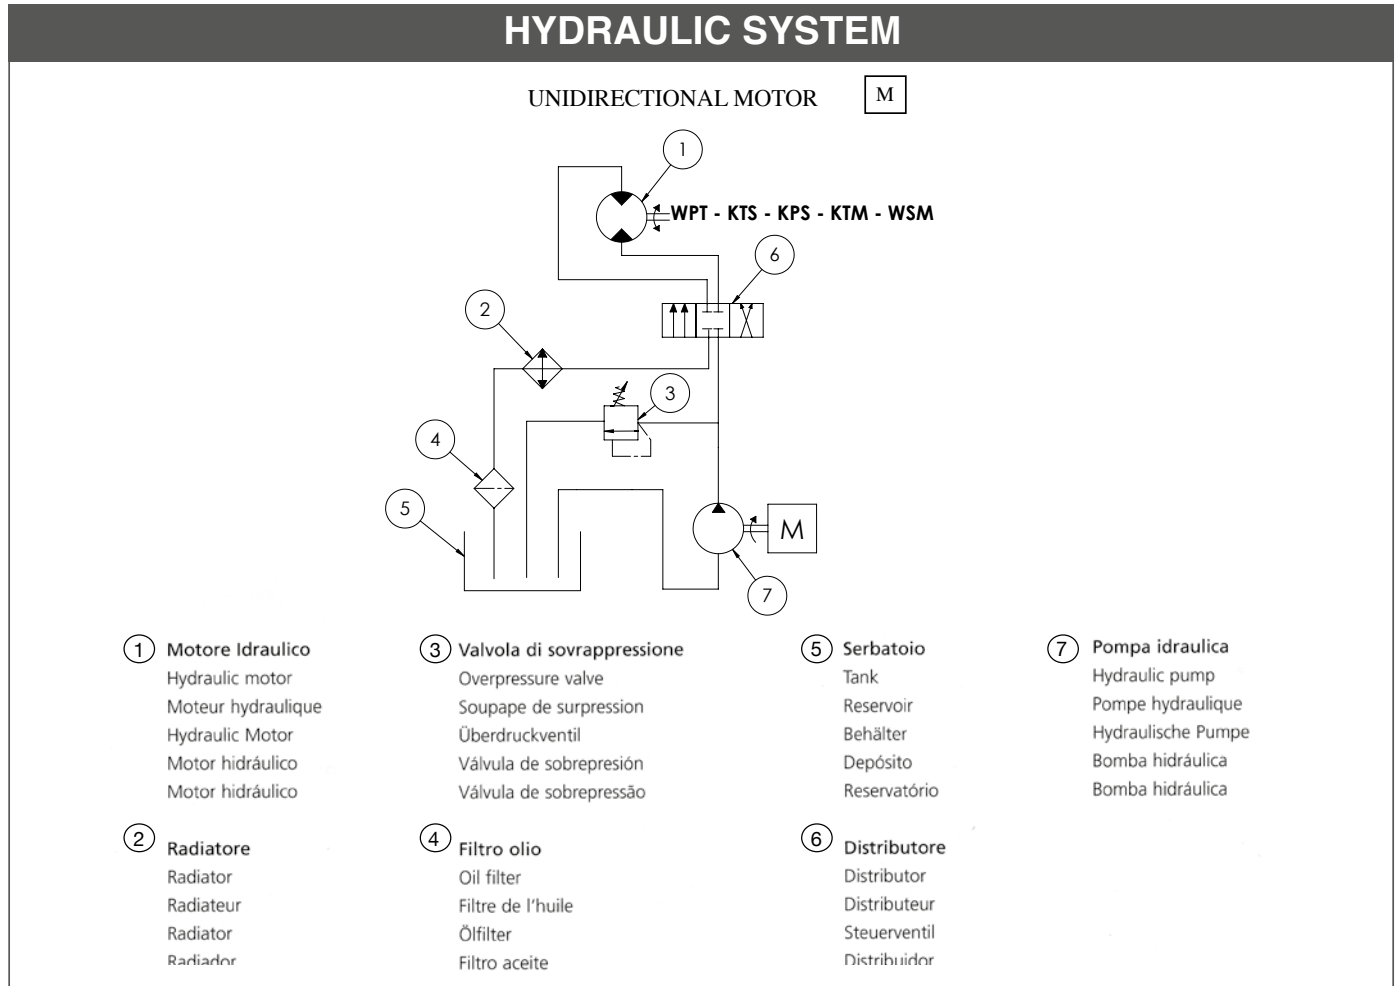 HYDRAULIC SYSTEM
UNIDIRECTIONAL MOTOR M
1
WPT - KTS - KPS - KTM - WSM
6
2
3
4
5
M
7
1 Motore Idraulico
Hydraulic motor
Moteur hydraulique
Hydraulic Motor
Motor hidráulico
Motor hidráulico
3 Valvola di sovrappressione
Overpressure valve
Soupape de surpression
Überdruckventil
Válvula de sobrepresión
Válvula de sobrepressão
5 Serbatoio
Tank
Reservoir
Behälter
Depósito
Reservatório
7 Pompa idraulica
Hydraulic pump
Pompe hydraulique
Hydraulische Pumpe
Bomba hidráulica
Bomba hidráulica
2 Radiatore
Radiator
Radiateur
Radiator
Radiador
4 Filtro olio
Oil filter
Filtre de l'huile
Ölfilter
Filtro aceite
6 Distributore
Distributor
Distributeur
Steuerventil
Distribuidor